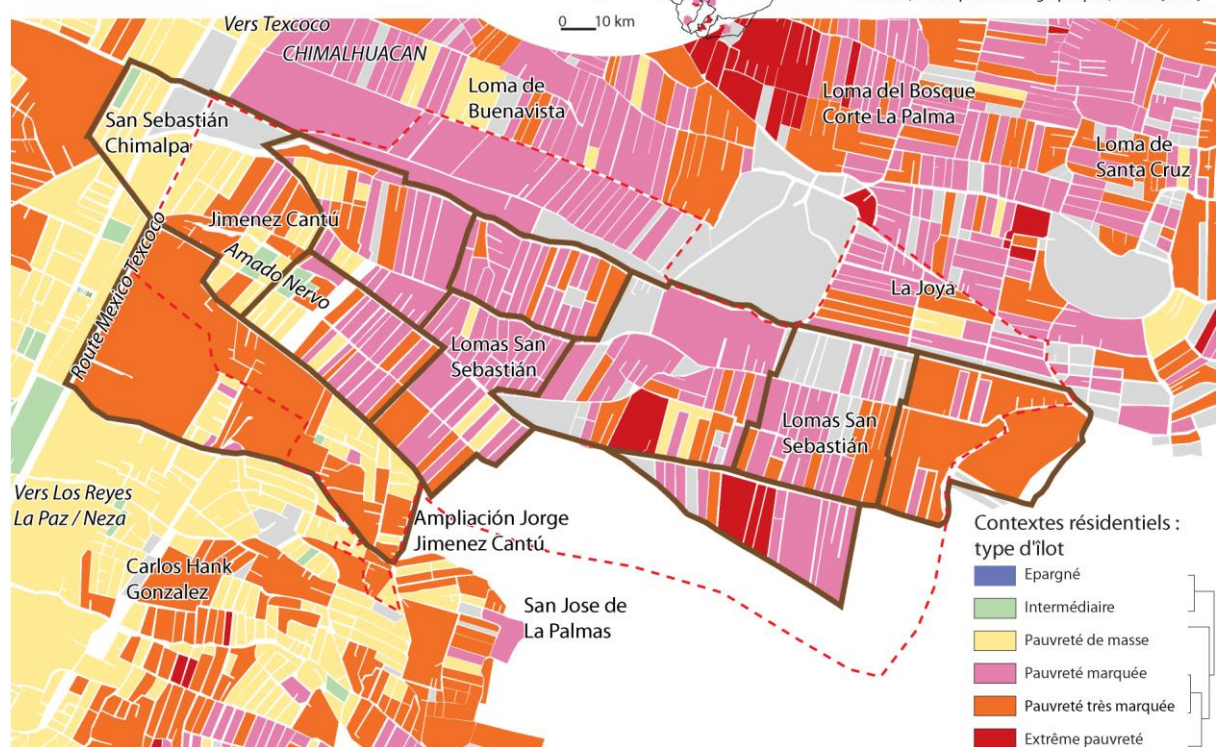 0 10 km
Vers Texcoco
CHIMALHUACAN
Loma de
Buenavista
Loma del Bosque
Corte La Palma
San Sebastián
Chimalpa
Loma de
Santa Cruz
Jimenez Cantú
Amado Nervo
Route Mexico Texcoco
La Joya
Lomas San
Sebastián
Lomas San
Sebastián
Vers Los Reyes
La Paz / Neza
Ampliación Jorge
Jimenez Cantú
Carlos Hank
Gonzalez
San Jose de
La Palmas
Contextes résidentiels :
type d'îlot
Epargné
Intermédiaire
Pauvreté de masse
Pauvreté marquée
Pauvreté très marquée
Extrême pauvreté